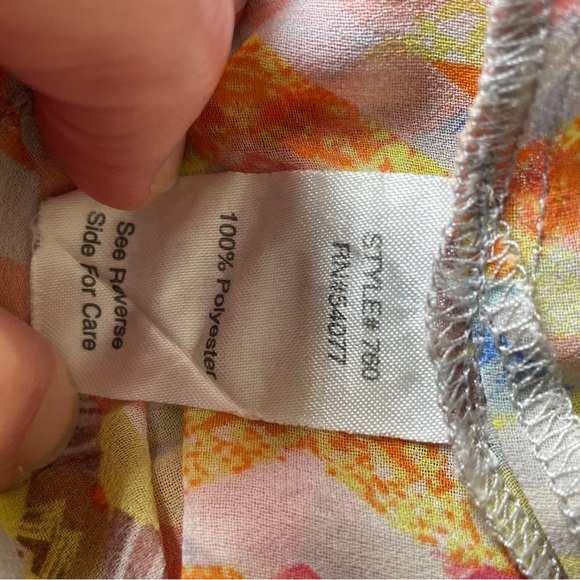 STYLE# 760
RN#54077
100% Polyester
See Reverse
Side For Care